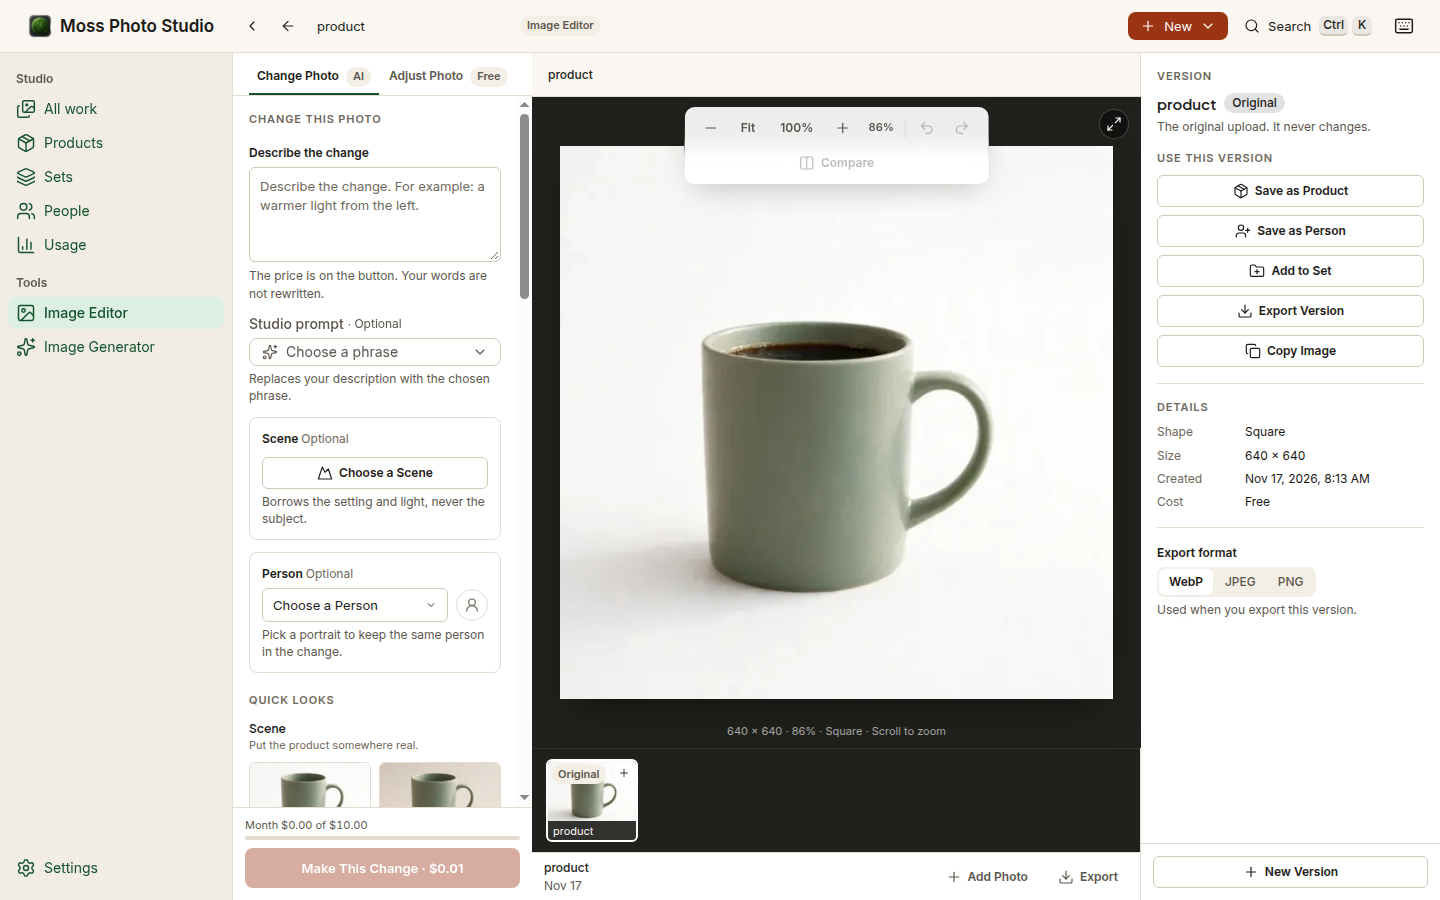 Moss Photo Studio
product
Image Editor
New
Search
Ctrl
K
Studio
All work
Products
Sets
People
Usage
Tools
Image Editor
Image Generator
Settings
Change Photo
AI
Adjust Photo
Free
CHANGE THIS PHOTO
Describe the change
Describe the change. For example: a
warmer light from the left.
The price is on the button. Your words are
not rewritten.
Studio prompt · Optional
Choose a phrase
Replaces your description with the chosen
phrase.
Scene Optional
Choose a Scene
Borrows the setting and light, never the
subject.
Person Optional
Choose a Person
Pick a portrait to keep the same person
in the change.
QUICK LOOKS
Scene
Put the product somewhere real.
Month $0.00 of $10.00
Make This Change · $0.01
product
Fit
100%
86%
Compare
640 × 640 · 86% · Square · Scroll to zoom
Original
product
product
Nov 17
Add Photo
Export
VERSION
product
Original
The original upload. It never changes.
USE THIS VERSION
Save as Product
Save as Person
Add to Set
Export Version
Copy Image
DETAILS
Shape Square
Size 640 × 640
Created Nov 17, 2026, 8:13 AM
Cost Free
Export format
WebP
JPEG
PNG
Used when you export this version.
New Version